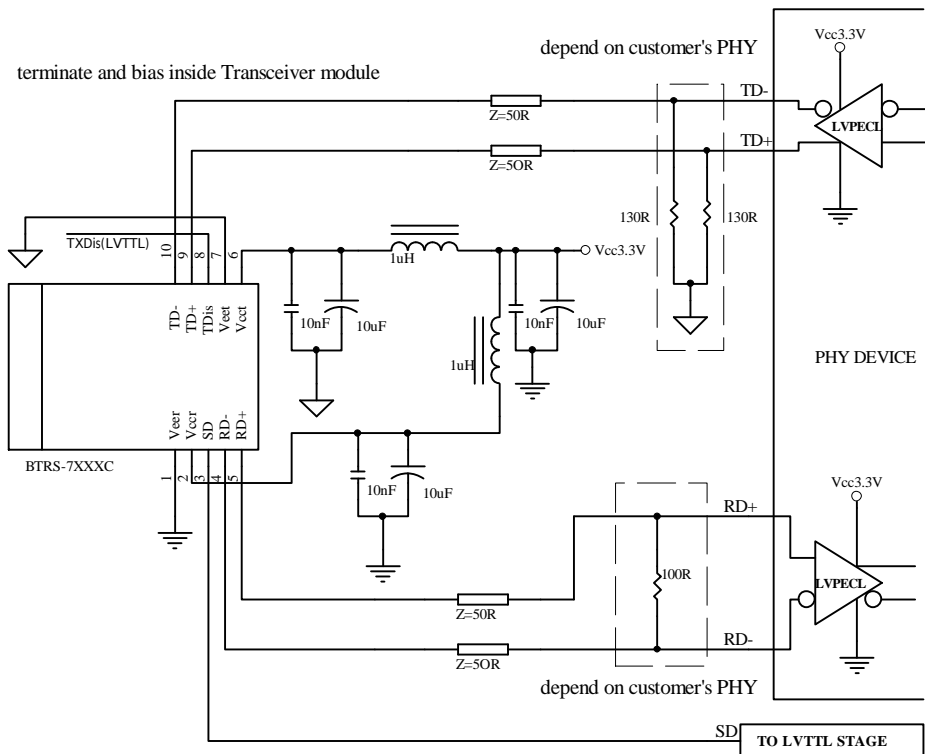 depend on customer's PHY
Vcc3.3V
terminate and bias inside Transceiver module
TD-
Z=50R
LVPECL
TD+
Z=5OR
130R
130R
TXDis(LVTTL)
10
9
8
7
6
1uH
Vcc3.3V
TD-
TD+
TDis
Veet
Vcct
10nF
10uF
10nF
10uF
1uH
PHY DEVICE
Veer
Vccr
SD
RD-
RD+
BTRS-7XXXC
1
2
3
4
5
10nF
10uF
Vcc3.3V
RD+
100R
LVPECL
Z=50R
RD-
Z=5OR
depend on customer's PHY
SD
TO LVTTL STAGE